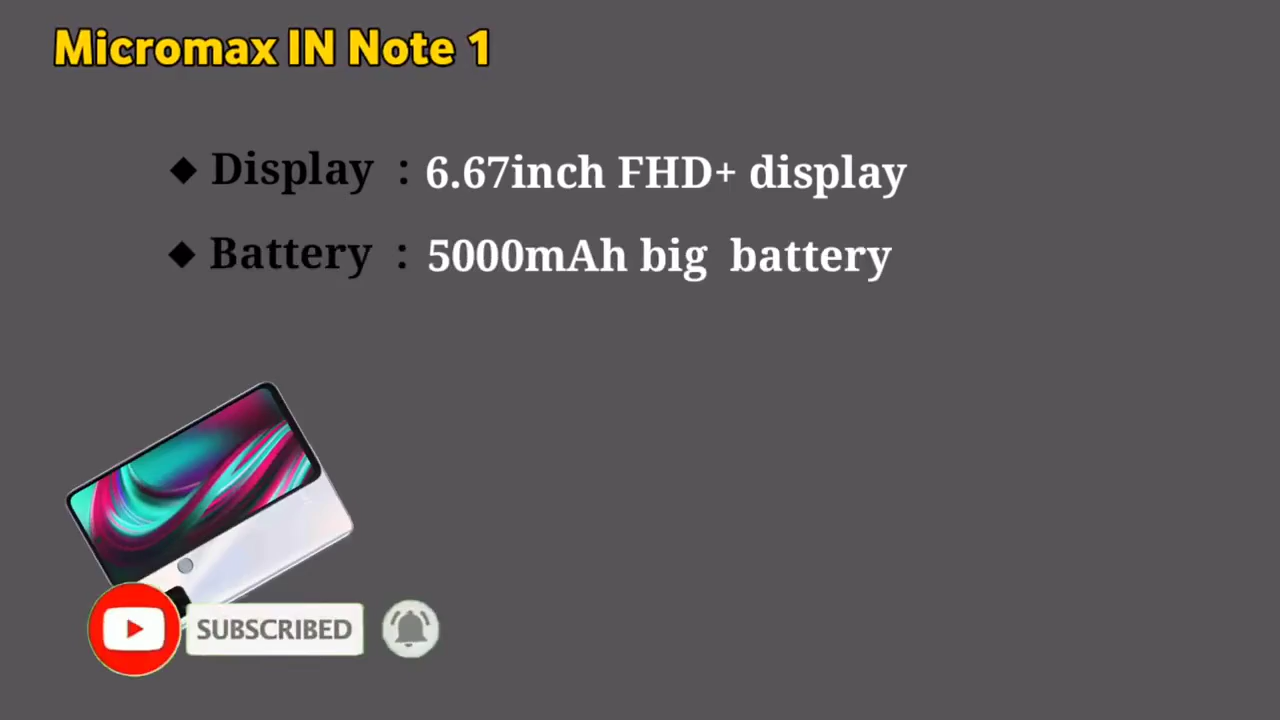 Micromax IN Note 1
◆ Display : 6.67inch FHD+ display
◆ Battery : 5000mAh big battery
SUBSCRIBED